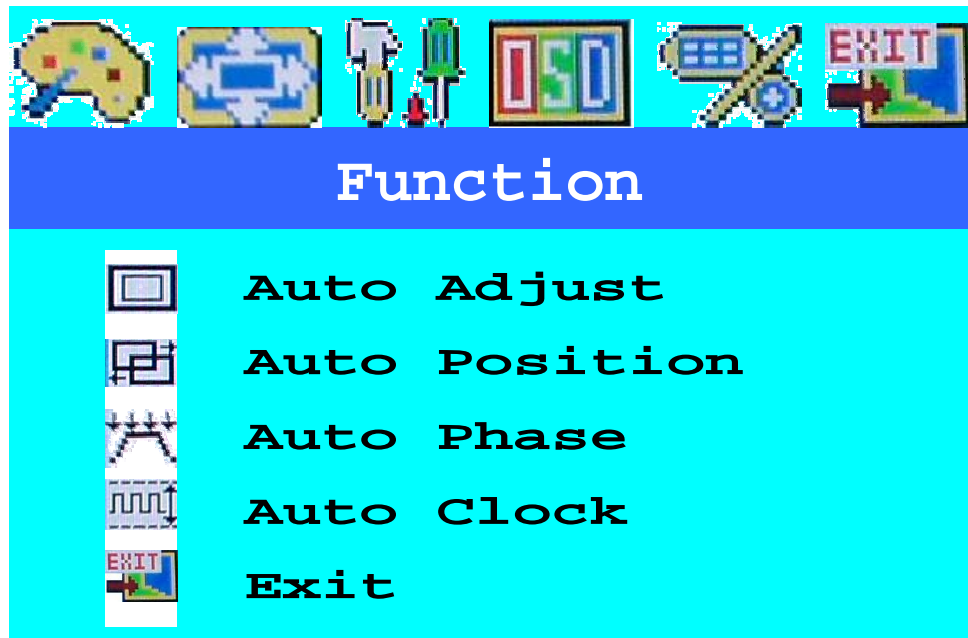 OSD EXIT
Function
Auto Adjust
Auto Position
Auto Phase
Auto Clock
EXIT Exit